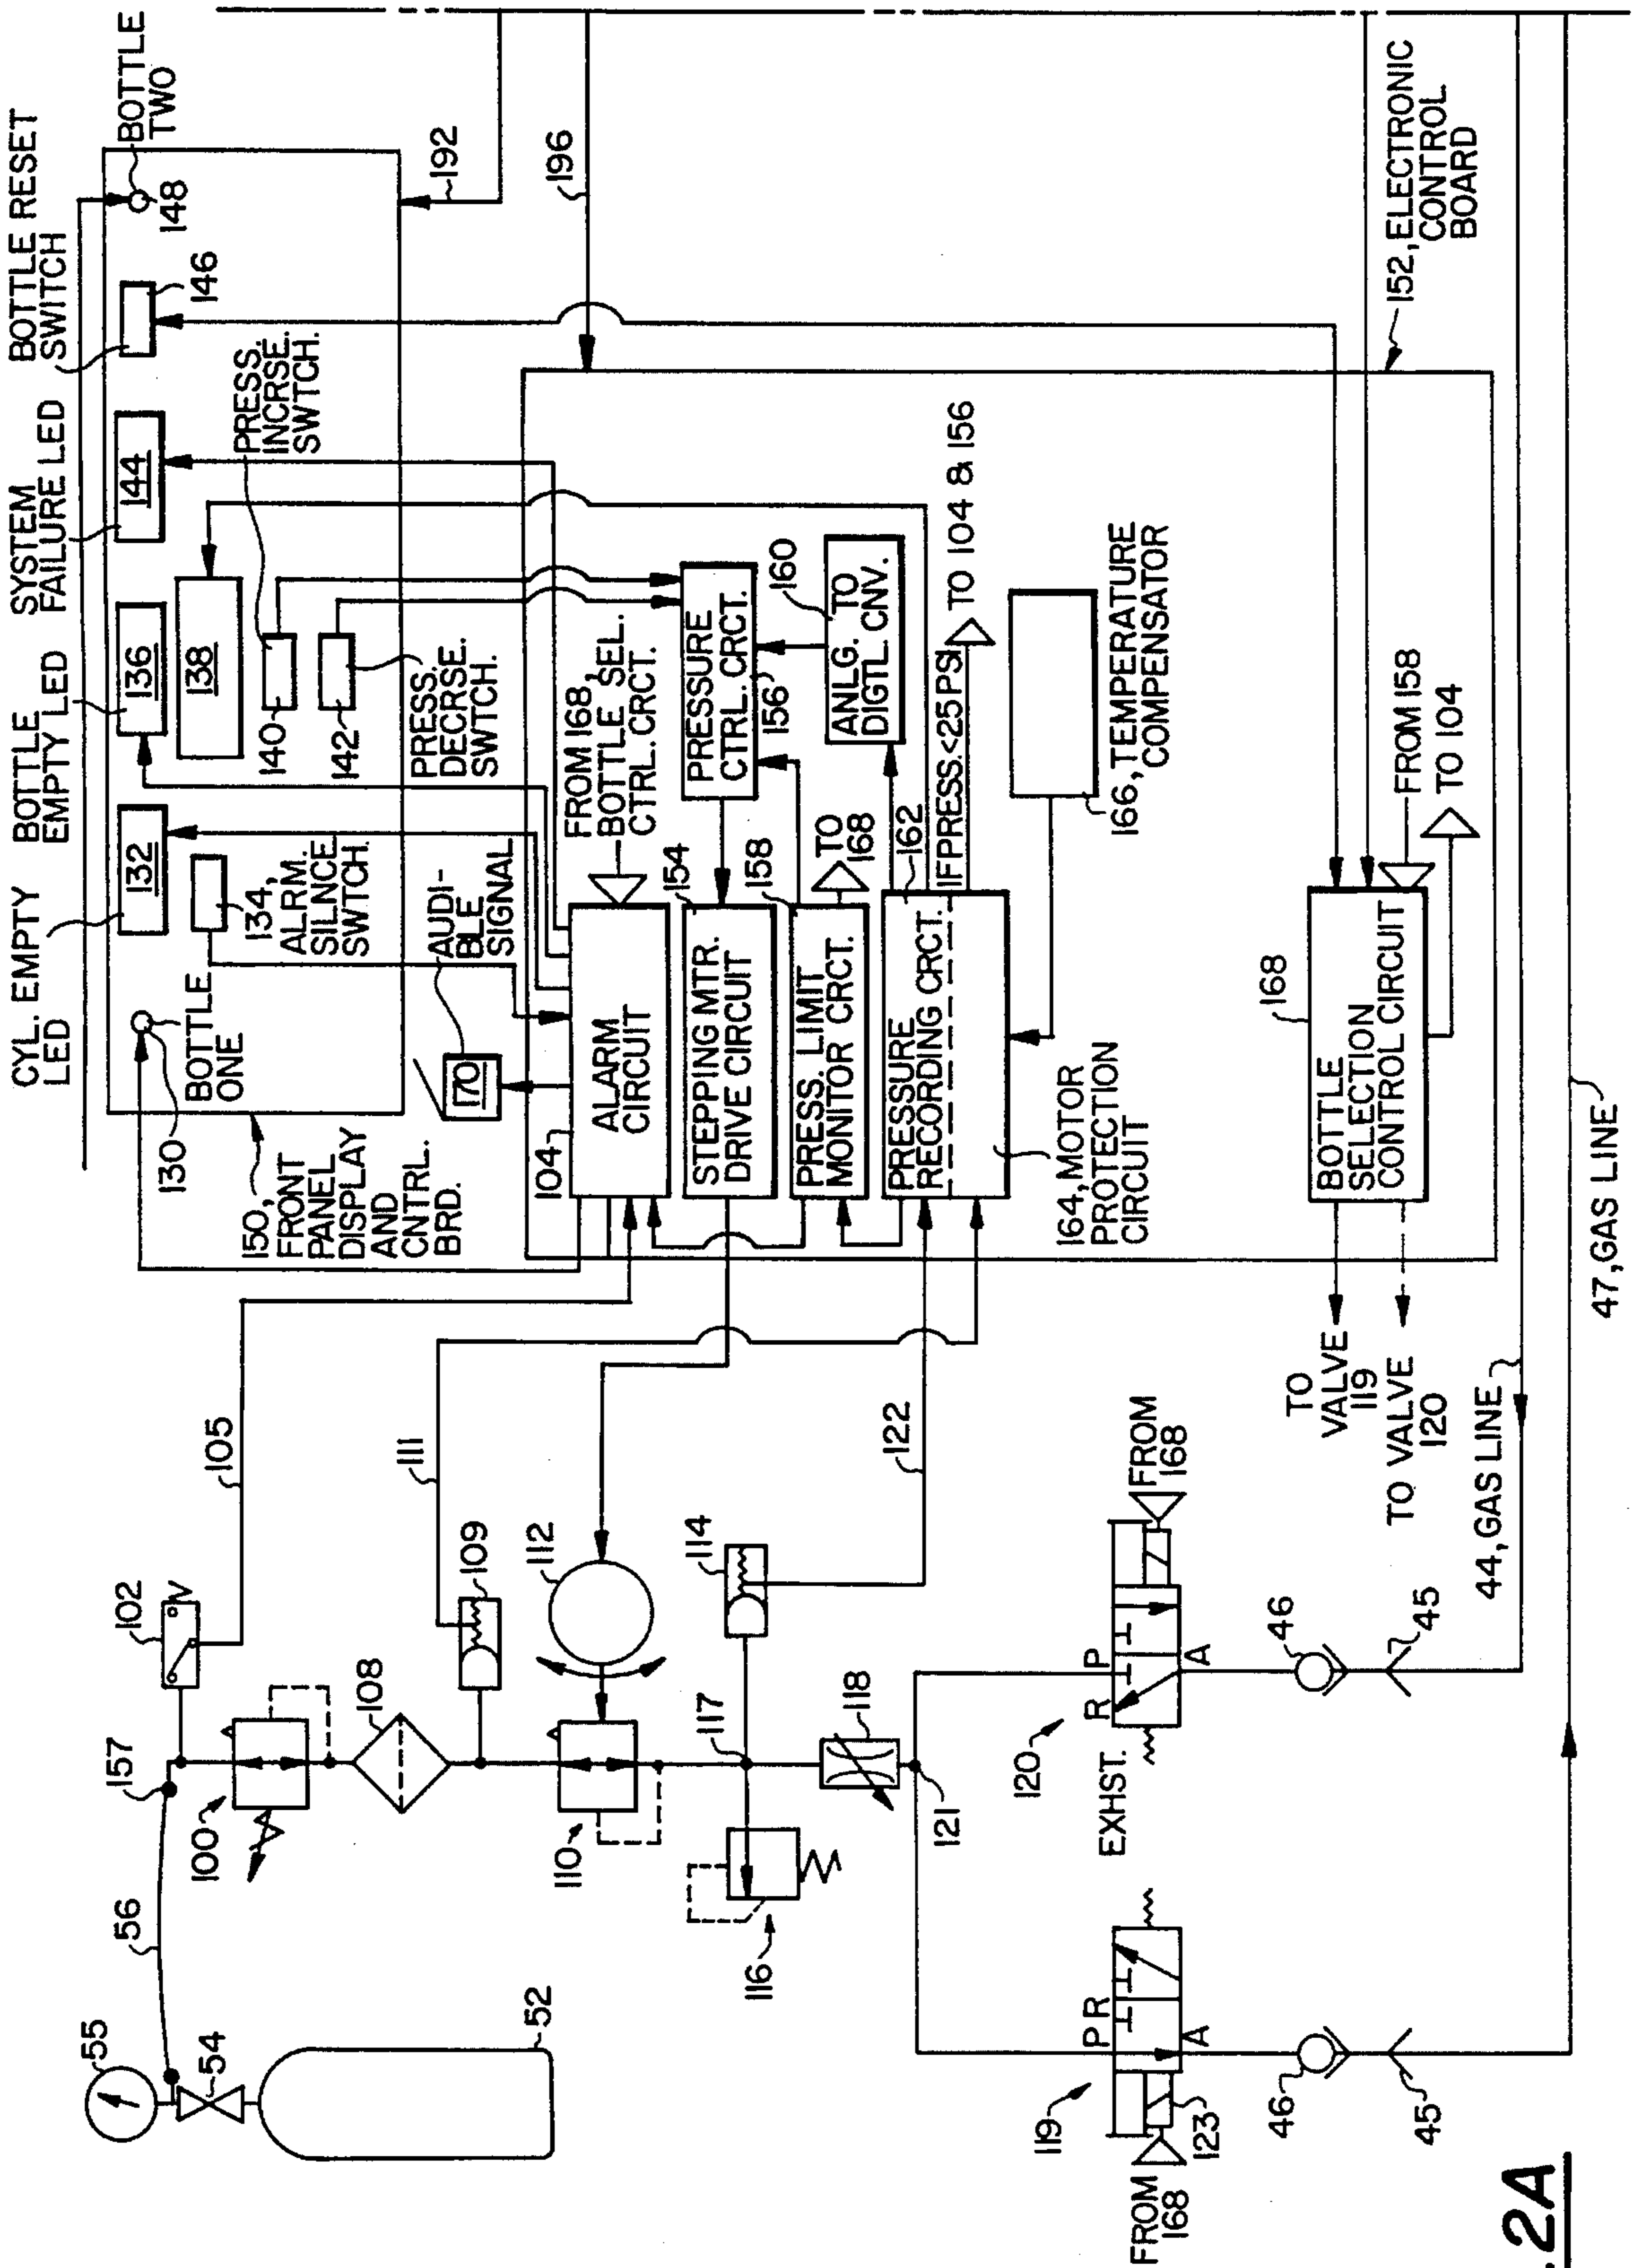 CYL. EMPTY
LED
BOTTLE
EMPTY LED
SYSTEM
FAILURE LED
BOTTLE RESET
SWITCH
BOTTLE
TWO
130
BOTTLE
ONE
132
134,
ALRM.
SILNCE.
SWTCH.
136
138
140
142
PRESS.
INCRSE.
SWTCH.
PRESS.
DECRSE.
SWTCH.
144
146
148
192
196
150,
FRONT
PANEL
DISPLAY
AND
CNTRL.
BRD.
170
AUDI-
BLE
SIGNAL
FROM 168,
BOTTLE SEL.
CTRL. CRCT.
104
ALARM
CIRCUIT
154
STEPPING MTR.
DRIVE CIRCUIT
PRESSURE
CTRL. CRCT.
156
158
PRESS. LIMIT
MONITOR CRCT.
TO
168
160
ANLG. TO
DIGTL. CNV.
162
PRESSURE
RECORDING CRCT.
IF PRESS.<25 PSI
TO 104 & 156
164, MOTOR
PROTECTION
CIRCUIT
166, TEMPERATURE
COMPENSATOR
152, ELECTRONIC
CONTROL
BOARD
168
BOTTLE
SELECTION
CONTROL CIRCUIT
FROM 158
TO 104
TO
VALVE
119
TO VALVE
120
55
54
52
56
157
100
102
105
108
109
111
110
112
114
116
117
118
121
122
EXHST.
120
R P
A
FROM
168
119
P R
A
123
FROM
168
46
45
46
45
44, GAS LINE
47, GAS LINE
.2A